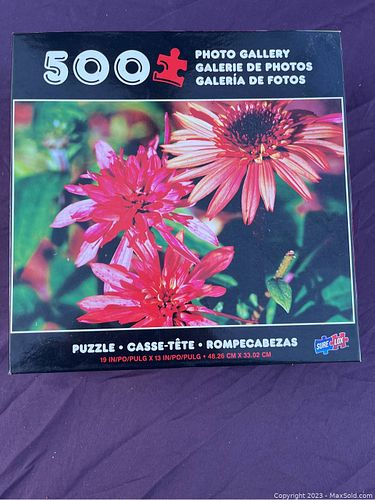 500 PHOTO GALLERY
GALERIE DE PHOTOS
GALERÍA DE FOTOS
PUZZLE • CASSE-TÊTE • ROMPECABEZAS
19 IN/PO/PULG X 13 IN/PO/PULG • 48.26 CM X 33.02 CM
SURE LOX
Copyright 2023 - MaxSold.com